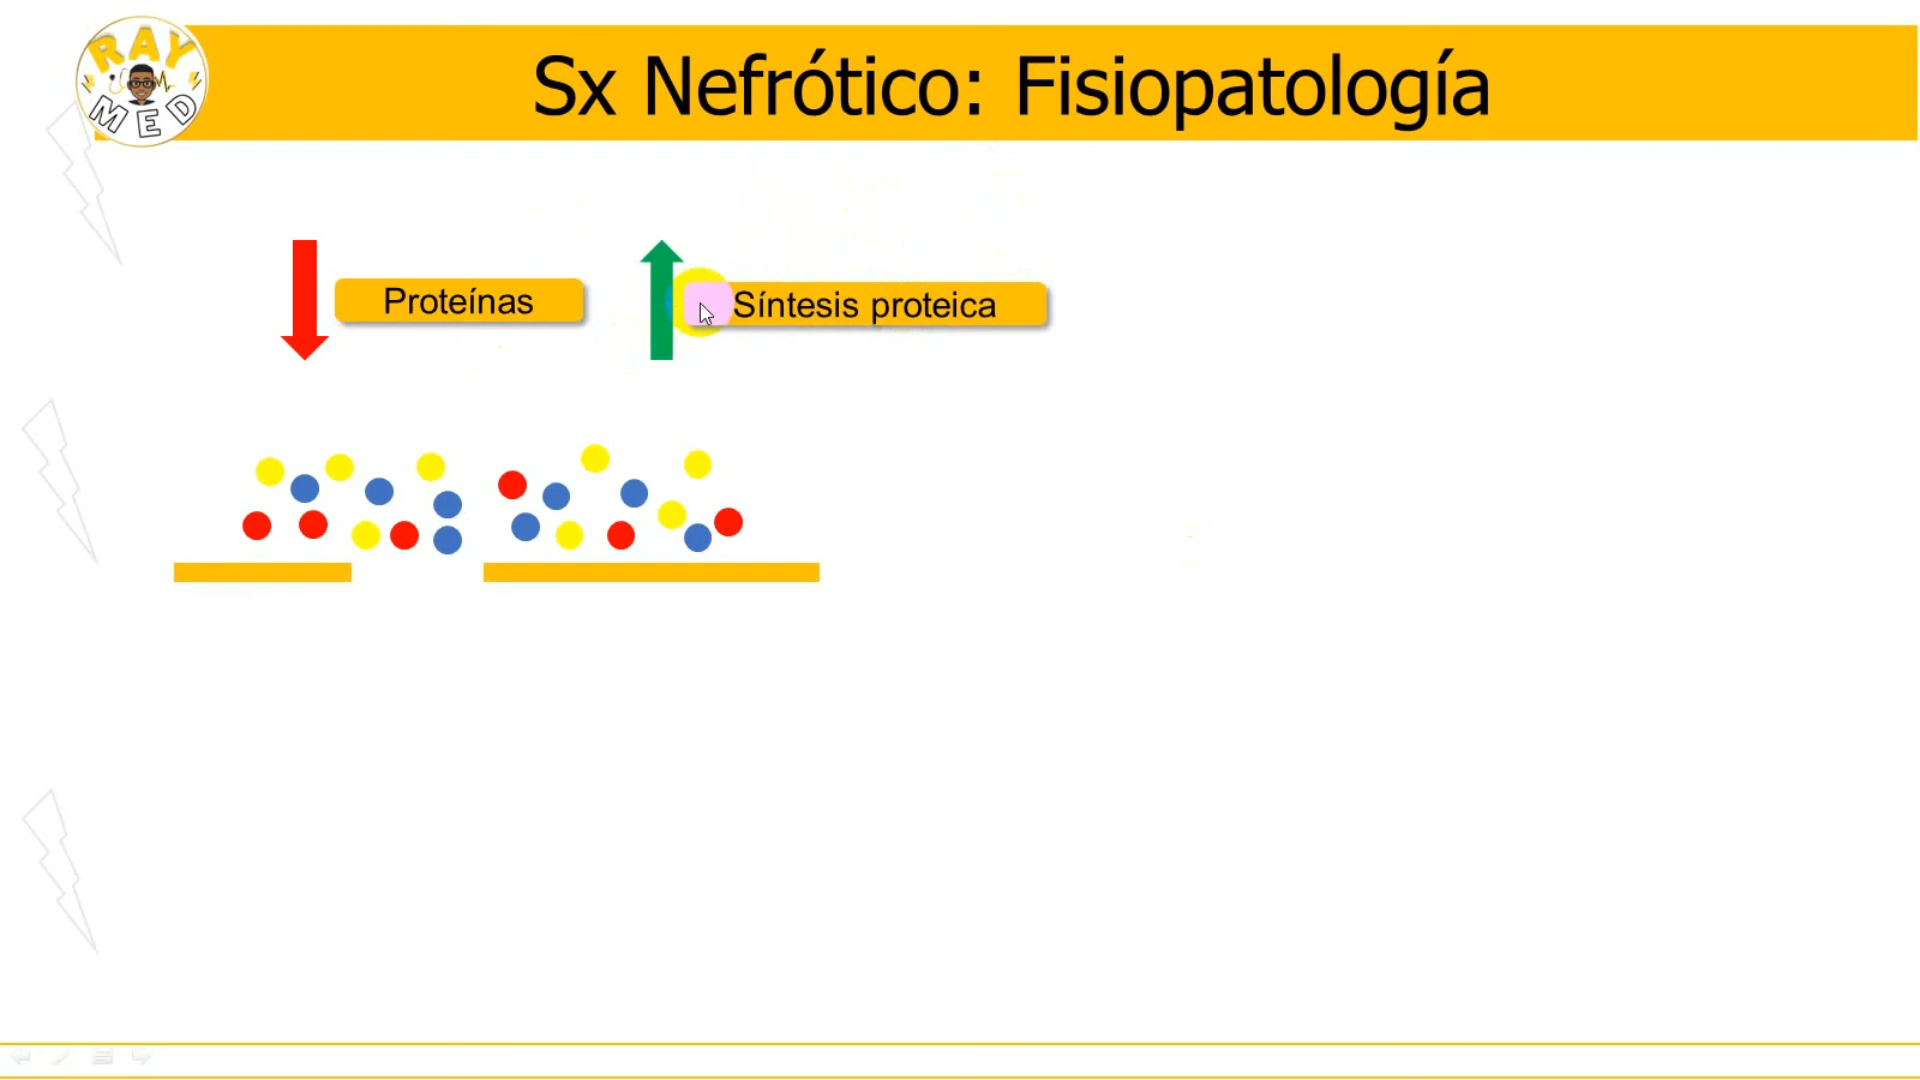 RAY
MED
Sx Nefrótico: Fisiopatología
Proteínas
Síntesis proteica